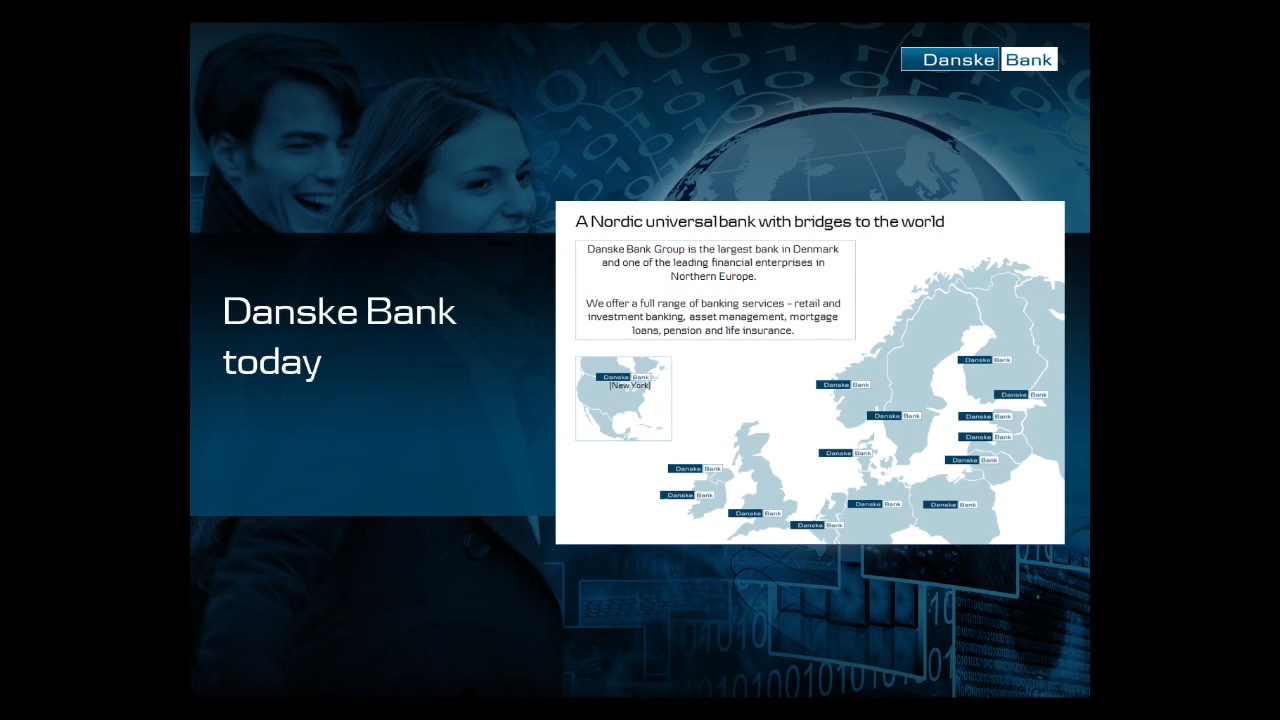 Danske Bank
Danske Bank
today
A Nordic universal bank with bridges to the world
Danske Bank Group is the largest bank in Denmark
and one of the leading financial enterprises in
Northern Europe.
We offer a full range of banking services – retail and
investment banking, asset management, mortgage
loans, pension and life insurance.
Danske Bank
(New York)
Danske Bank
Danske Bank
Danske Bank
Danske Bank
Danske Bank
Danske Bank
Danske Bank
Danske Bank
Danske Bank
Danske Bank
Danske Bank
Danske Bank
Danske Bank
Danske Bank
01010
001010010100
010